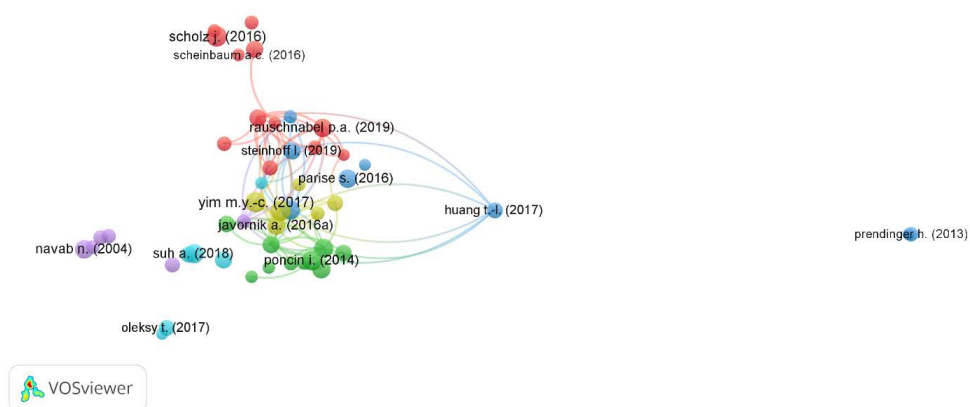 scholz j. (2016)
scheinbaum a.c. (2016)
rauschnabel p.a. (2019)
steinhoff l. (2019)
parise s. (2016)
yim m.y.-c. (2017)
huang t.-l. (2017)
javornik a. (2016a)
prendinger h. (2013)
navab n. (2004)
suh a. (2018)
poncin i. (2014)
oleksy t. (2017)
VOSviewer